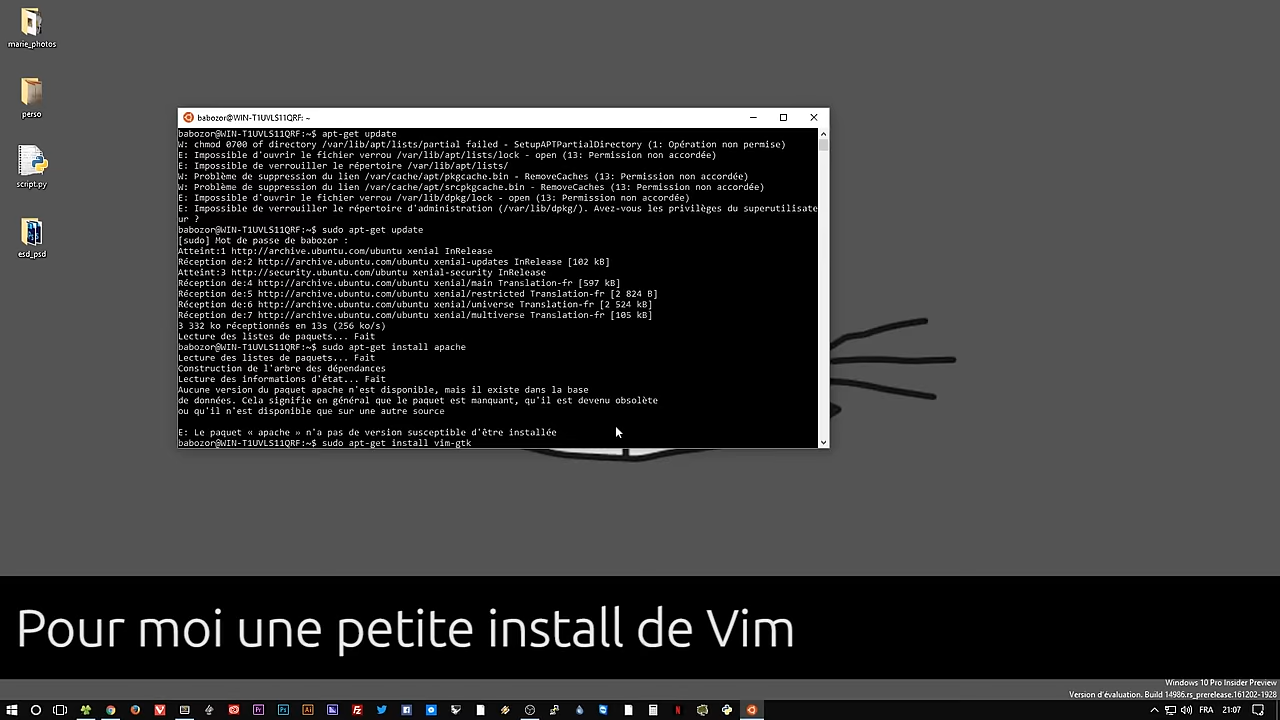 marie_photos
perso
script.py
esd_psd
babozor@WIN-T1UVLS11QRF: ~
babozor@WIN-T1UVLS11QRF:~$ apt-get update
W: chmod 0700 of directory /var/lib/apt/lists/partial failed - SetupAPTPartialDirectory (1: Opération non permise)
E: Impossible d'ouvrir le fichier verrou /var/lib/apt/lists/lock - open (13: Permission non accordée)
E: Impossible de verrouiller le répertoire /var/lib/apt/lists/
W: Problème de suppression du lien /var/cache/apt/pkgcache.bin - RemoveCaches (13: Permission non accordée)
W: Problème de suppression du lien /var/cache/apt/srcpkgcache.bin - RemoveCaches (13: Permission non accordée)
E: Impossible d'ouvrir le fichier verrou /var/lib/dpkg/lock - open (13: Permission non accordée)
E: Impossible de verrouiller le répertoire d'administration (/var/lib/dpkg/). Avez-vous les privilèges du superutilisate
ur ?
babozor@WIN-T1UVLS11QRF:~$ sudo apt-get update
[sudo] Mot de passe de babozor :
Atteint:1 http://archive.ubuntu.com/ubuntu xenial InRelease
Réception de:2 http://archive.ubuntu.com/ubuntu xenial-updates InRelease [102 kB]
Atteint:3 http://security.ubuntu.com/ubuntu xenial-security InRelease
Réception de:4 http://archive.ubuntu.com/ubuntu xenial/main Translation-fr [597 kB]
Réception de:5 http://archive.ubuntu.com/ubuntu xenial/restricted Translation-fr [2 824 B]
Réception de:6 http://archive.ubuntu.com/ubuntu xenial/universe Translation-fr [2 524 kB]
Réception de:7 http://archive.ubuntu.com/ubuntu xenial/multiverse Translation-fr [105 kB]
3 332 ko réceptionnés en 13s (256 ko/s)
Lecture des listes de paquets... Fait
babozor@WIN-T1UVLS11QRF:~$ sudo apt-get install apache
Lecture des listes de paquets... Fait
Construction de l'arbre des dépendances
Lecture des informations d'état... Fait
Aucune version du paquet apache n'est disponible, mais il existe dans la base
de données. Cela signifie en général que le paquet est manquant, qu'il est devenu obsolète
ou qu'il n'est disponible que sur une autre source
E: Le paquet « apache » n'a pas de version susceptible d'être installée
babozor@WIN-T1UVLS11QRF:~$ sudo apt-get install vim-gtk
Pour moi une petite install de Vim
Windows 10 Pro Insider Preview
Version d'évaluation. Build 14986.rs_prerelease.161202-1928
FRA 21:07